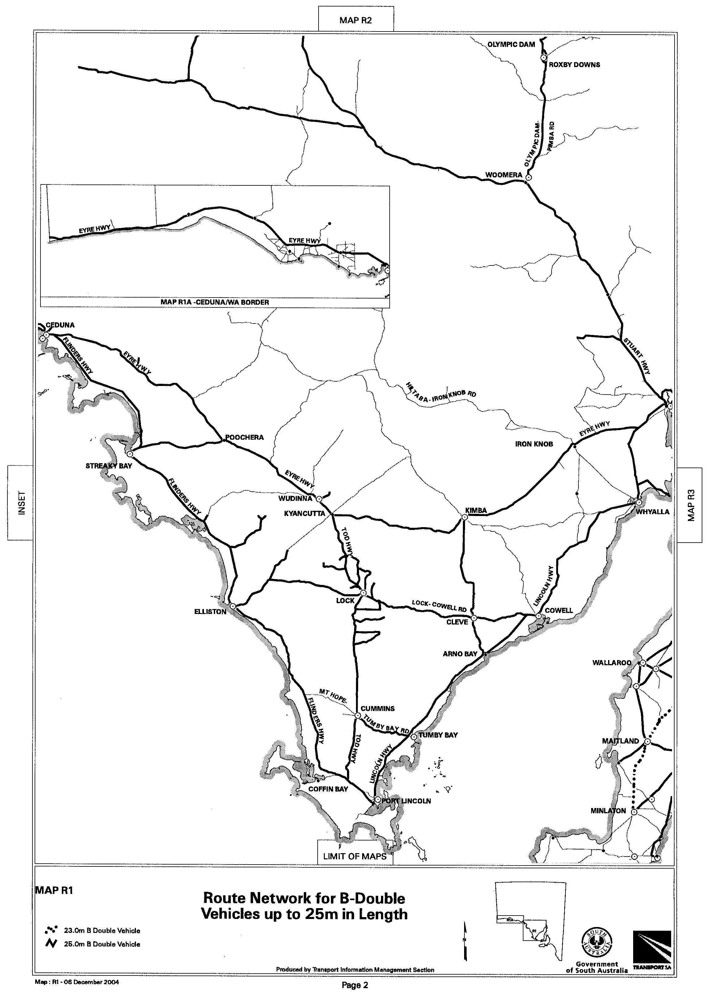 MAP R2
OLYMPIC DAM
ROXBY DOWNS
OLYMPIC DAM-
PIMBA RD
WOOMERA
EYRE HWY
EYRE HWY
MAP R1A -CEDUNA/WA BORDER
CEDUNA
FLINDERS HWY
EYRE HWY
STUART HWY
HILTABA-IRON KNOB RD
EYRE HWY
POOCHERA
IRON KNOB
STREAKY BAY
INSET
MAP R3
EYRE HWY
FLINDERS HWY
WUDINNA
KYANCUTTA
KIMBA
WHYALLA
TOD HWY
LINCOLN HWY
LOCK
LOCK-COWELL RD
ELLISTON
COWELL
CLEVE
ARNO BAY
WALLAROO
MT HOPE-
FLINDERS HWY
CUMMINS
TUMBY BAY RD
TUMBY BAY
TOD HWY
MAITLAND
LINCOLN HWY
COFFIN BAY
PORT LINCOLN
MINLATON
LIMIT OF MAPS
MAP R1
Route Network for B-Double
Vehicles up to 25m in Length
23.0m B Double Vehicle
25.0m B Double Vehicle
N
R1A
R1
SOUTH AUSTRALIA
Government
of South Australia
TRANSPORT SA
Produced by Transport Information Management Section
Map : R1 - 06 December 2004
Page 2